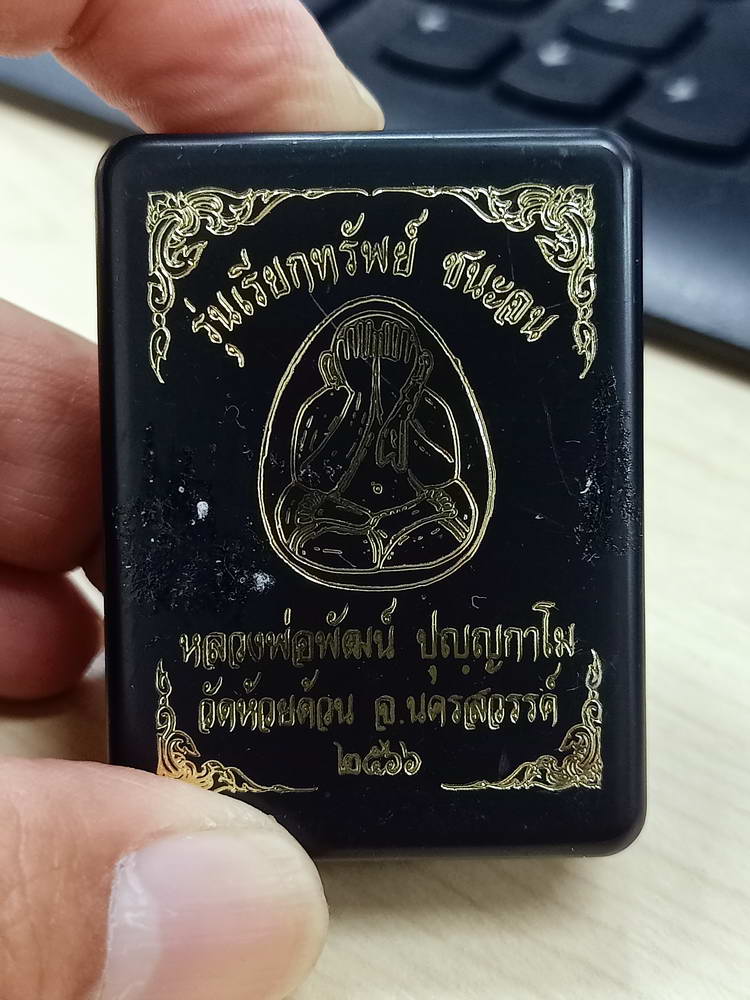 รุ่นเรียกทรัพย์ ชนะจน
หลวงพ่อพัฒน์ ปุญฺญกาโม
วัดห้วยด้วน จ.นครสวรรค์
๒๕๖๖